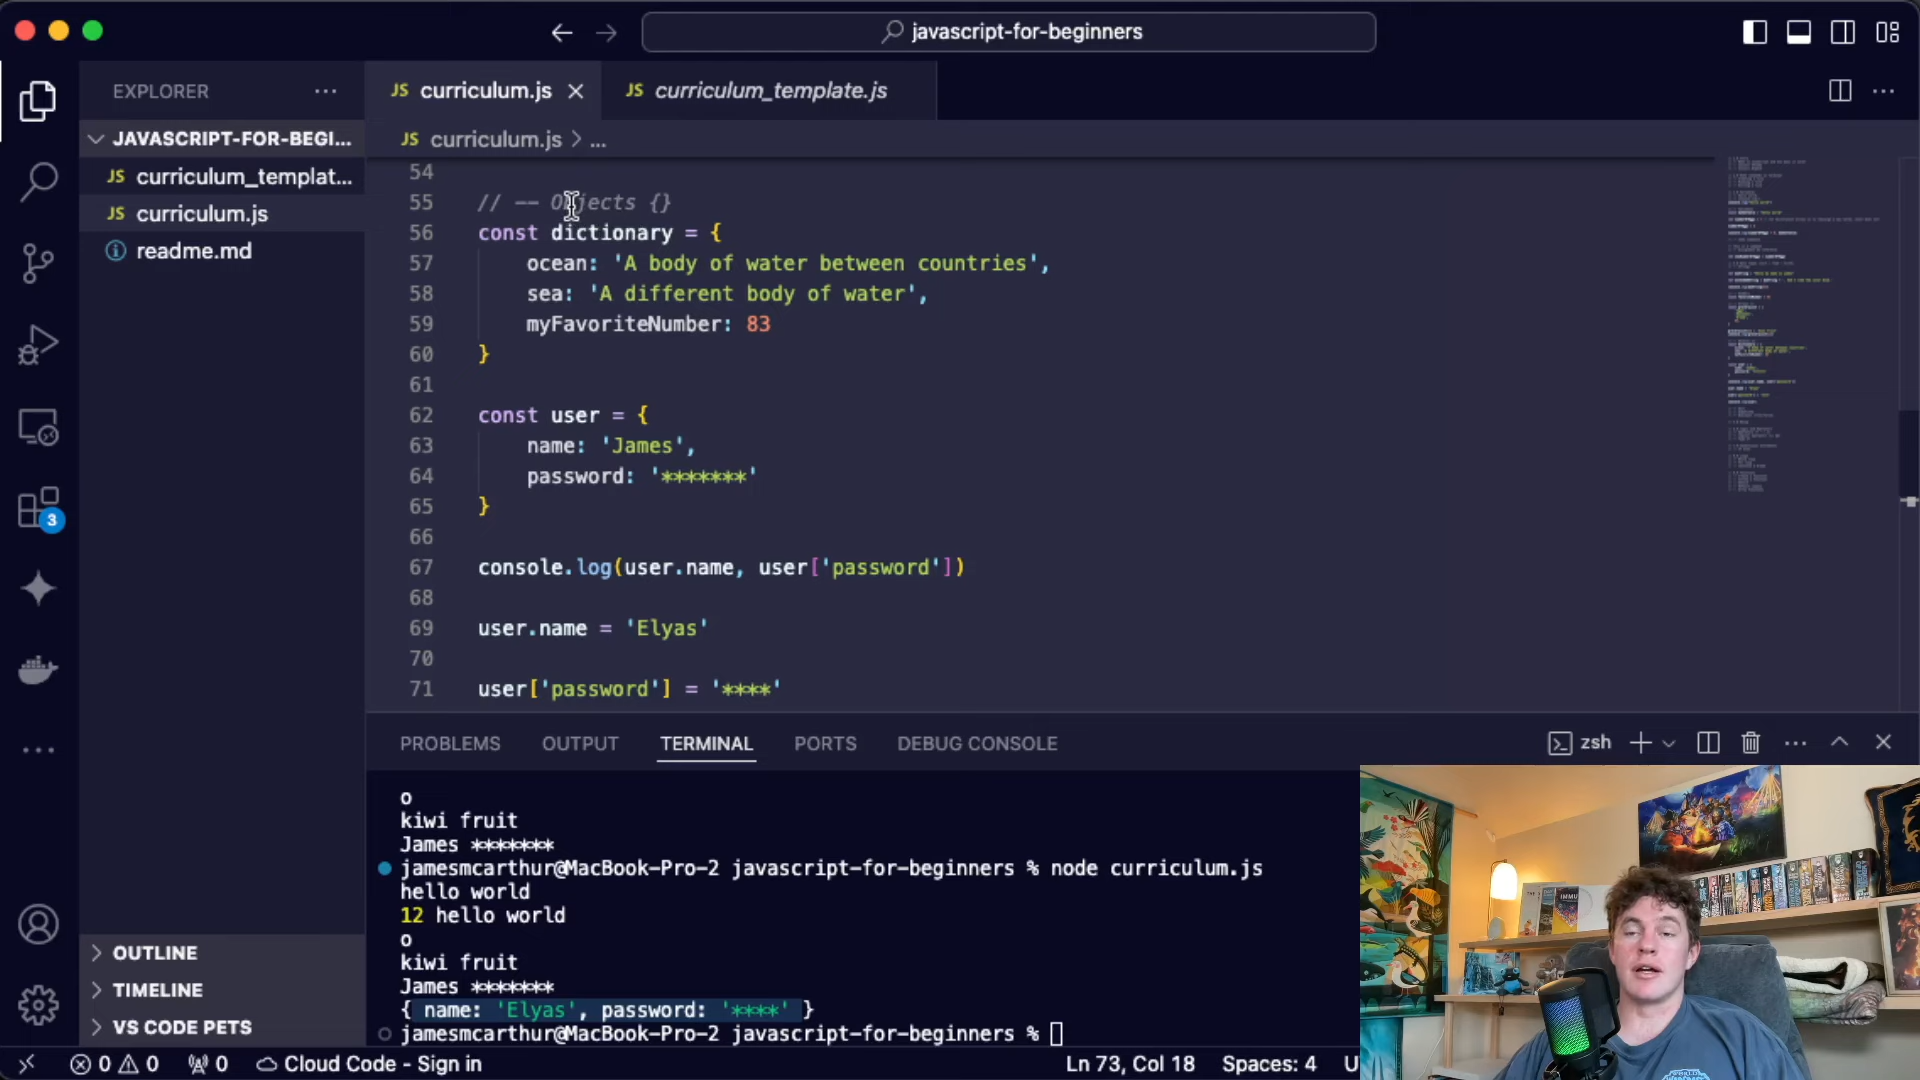 javascript-for-beginners
EXPLORER
JS curriculum.js
JS curriculum_template.js
JAVASCRIPT-FOR-BEGI...
JS curriculum.js > ...
JS curriculum_templat...
JS curriculum.js
readme.md
54
55 // -- Objects {}
56 const dictionary = {
57 ocean: 'A body of water between countries',
58 sea: 'A different body of water',
59 myFavoriteNumber: 83
60 }
61
62 const user = {
63 name: 'James',
64 password: '*******'
65 }
66
67 console.log(user.name, user['password'])
68
69 user.name = 'Elyas'
70
71 user['password'] = '****'
3
PROBLEMS OUTPUT TERMINAL PORTS DEBUG CONSOLE
zsh
o
kiwi fruit
James *******
jamesmcarthur@MacBook-Pro-2 javascript-for-beginners % node curriculum.js
hello world
12 hello world
o
kiwi fruit
James *******
{ name: 'Elyas', password: '****' }
jamesmcarthur@MacBook-Pro-2 javascript-for-beginners %
OUTLINE
TIMELINE
VS CODE PETS
0 0 0 Cloud Code - Sign in
Ln 73, Col 18 Spaces: 4 U